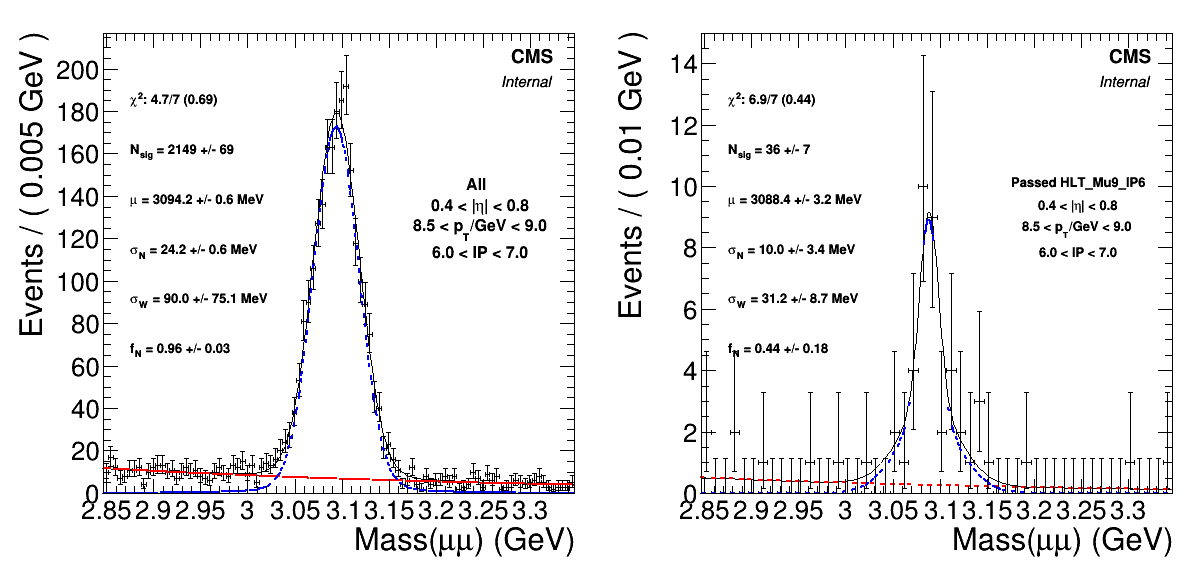 CMS
Internal
χ²: 4.7/7 (0.69)
N_sig = 2149 +/- 69
μ = 3094.2 +/- 0.6 MeV
σ_N = 24.2 +/- 0.6 MeV
σ_W = 90.0 +/- 75.1 MeV
f_N = 0.96 +/- 0.03
All
0.4 < |η| < 0.8
8.5 < p_T/GeV < 9.0
6.0 < IP < 7.0
Events / ( 0.005 GeV )
200
180
160
140
120
100
80
60
40
20
0
2.85 2.9 2.95 3 3.05 3.1 3.15 3.2 3.25 3.3
Mass(μμ) (GeV)
CMS
Internal
χ²: 6.9/7 (0.44)
N_sig = 36 +/- 7
μ = 3088.4 +/- 3.2 MeV
σ_N = 10.0 +/- 3.4 MeV
σ_W = 31.2 +/- 8.7 MeV
f_N = 0.44 +/- 0.18
Passed HLT_Mu9_IP6
0.4 < |η| < 0.8
8.5 < p_T/GeV < 9.0
6.0 < IP < 7.0
Events / ( 0.01 GeV )
14
12
10
8
6
4
2
0
2.85 2.9 2.95 3 3.05 3.1 3.15 3.2 3.25 3.3
Mass(μμ) (GeV)